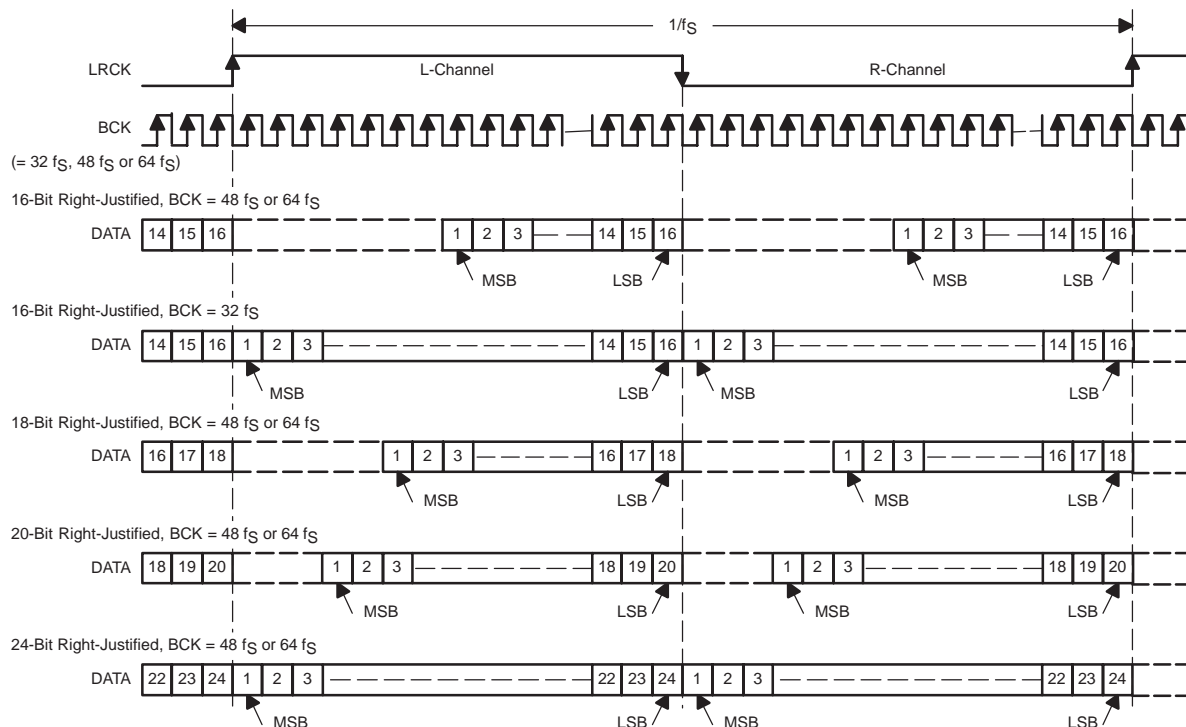 1/fS
LRCK L-Channel R-Channel
BCK
(= 32 fS, 48 fS or 64 fS)
16-Bit Right-Justified, BCK = 48 fS or 64 fS
DATA 14 15 16 1 2 3 14 15 16 1 2 3 14 15 16
MSB LSB MSB LSB
16-Bit Right-Justified, BCK = 32 fS
DATA 14 15 16 1 2 3 14 15 16 1 2 3 14 15 16
MSB LSB MSB LSB
18-Bit Right-Justified, BCK = 48 fS or 64 fS
DATA 16 17 18 1 2 3 16 17 18 1 2 3 16 17 18
MSB LSB MSB LSB
20-Bit Right-Justified, BCK = 48 fS or 64 fS
DATA 18 19 20 1 2 3 18 19 20 1 2 3 18 19 20
MSB LSB MSB LSB
24-Bit Right-Justified, BCK = 48 fS or 64 fS
DATA 22 23 24 1 2 3 22 23 24 1 2 3 22 23 24
MSB LSB MSB LSB